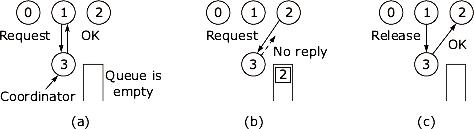 0 1 2
Request OK
3
Queue is
empty
Coordinator
(a)
0 1 2
Request
No reply
3
2
(b)
0 1 2
Release
OK
3
(c)